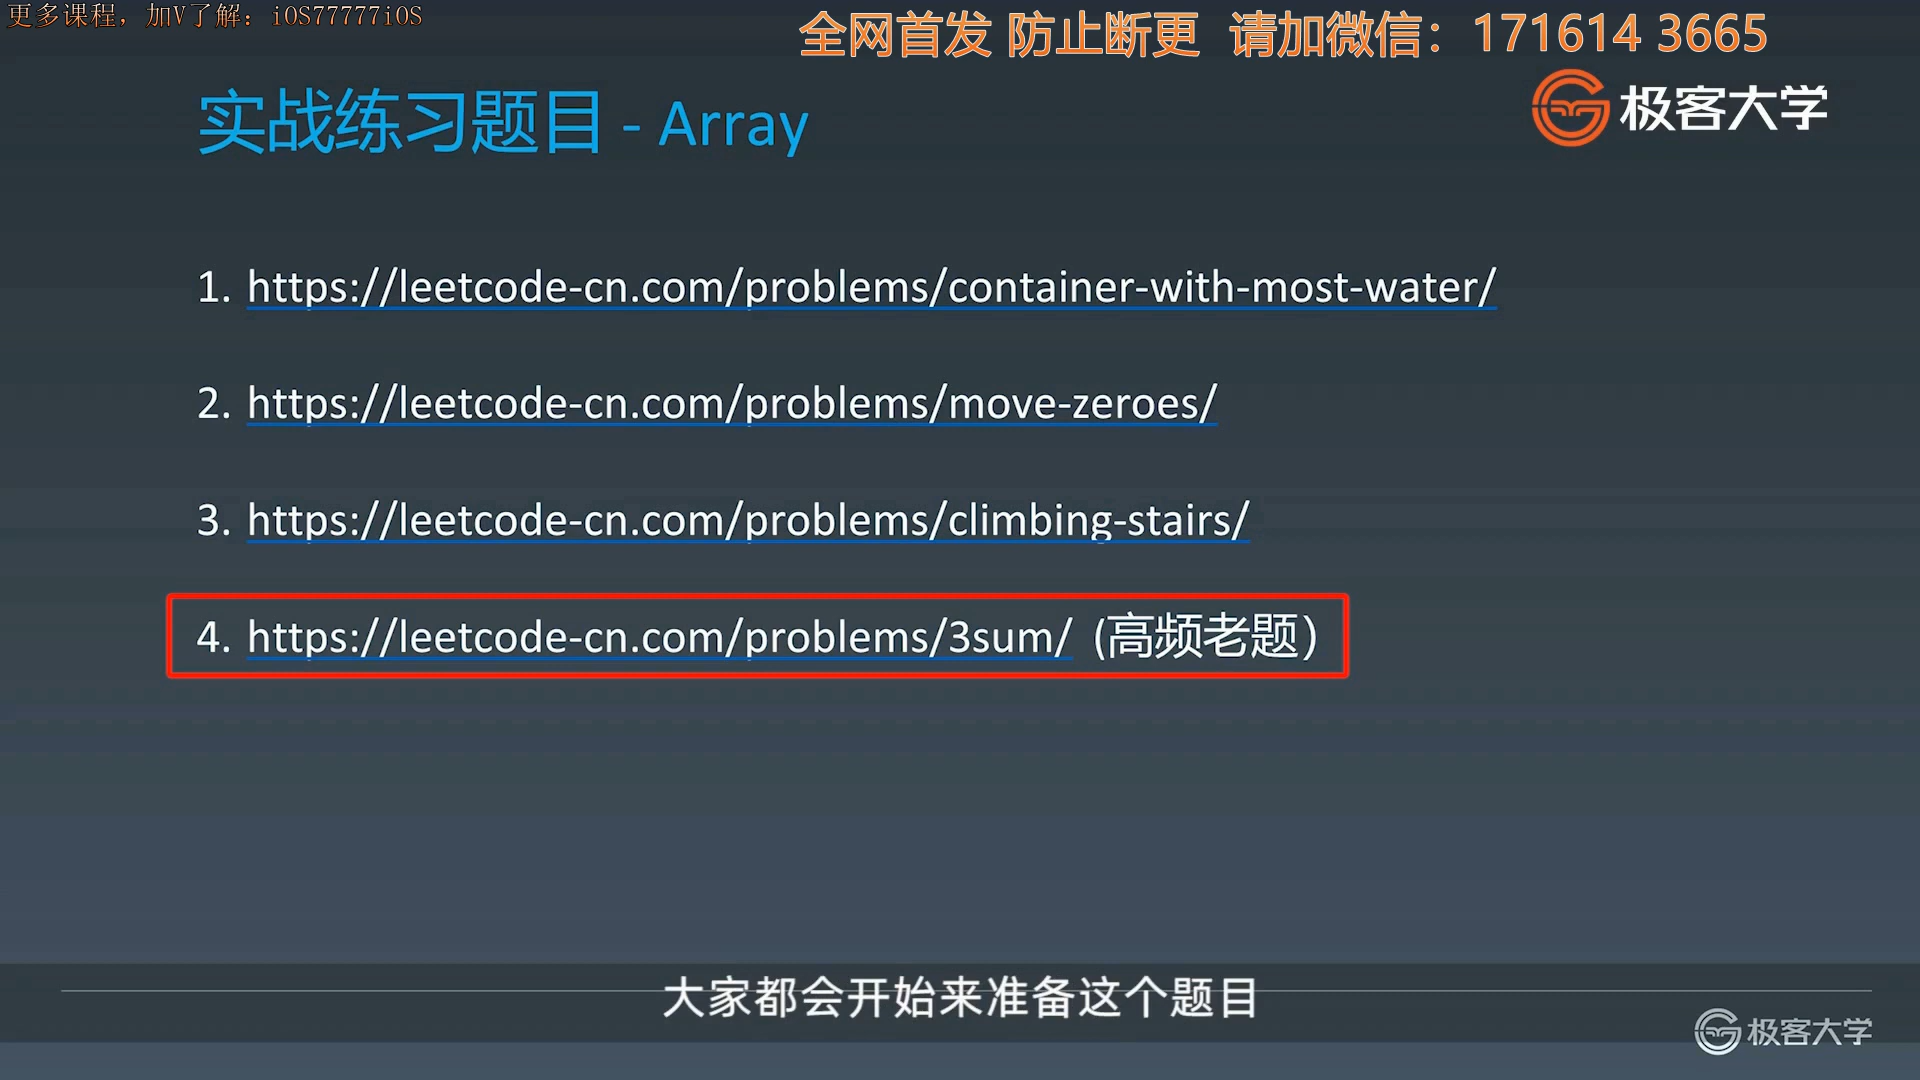 更多课程，加V了解：iOS77777iOS
全网首发 防止断更 请加微信：171614 3665
极客大学
实战练习题目 - Array
1. https://leetcode-cn.com/problems/container-with-most-water/
2. https://leetcode-cn.com/problems/move-zeroes/
3. https://leetcode-cn.com/problems/climbing-stairs/
4. https://leetcode-cn.com/problems/3sum/ (高频老题）
大家都会开始来准备这个题目
极客大学